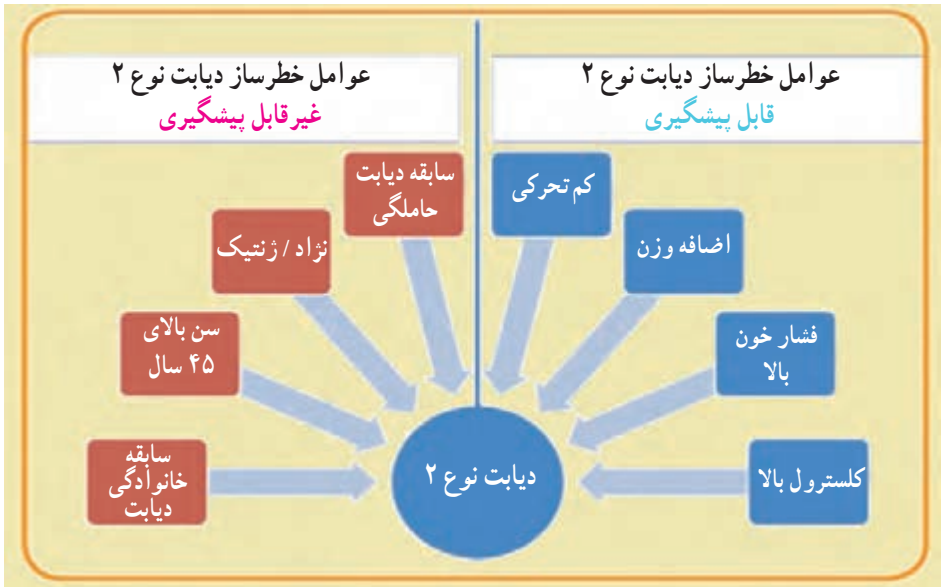 عوامل خطرساز دیابت نوع ۲
قابل پیشگیری
عوامل خطرساز دیابت نوع ۲
غیرقابل پیشگیری
کم تحرکی
اضافه وزن
فشار خون
بالا
کلسترول بالا
سابقه دیابت
حاملگی
نژاد / ژنتیک
سن بالای
۴۵ سال
سابقه
خانوادگی
دیابت
دیابت نوع ۲